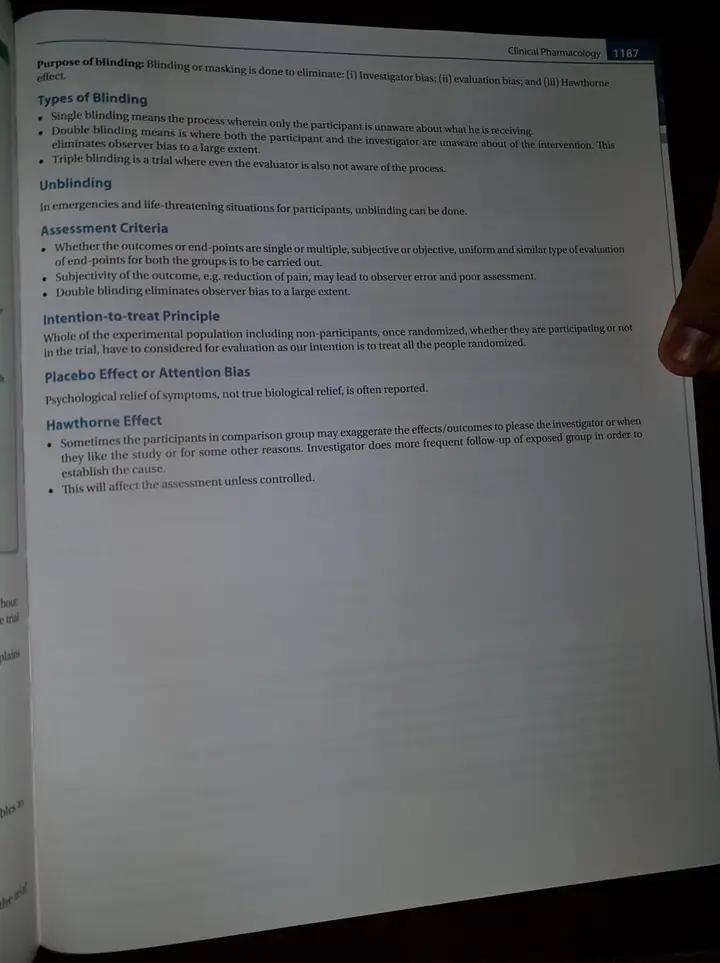 Clinical Pharmacology 1187
Purpose of blinding: Blinding or masking is done to eliminate: (i) Investigator bias; (ii) evaluation bias; and (iii) Hawthorne
effect.
Types of Blinding
• Single blinding means the process wherein only the participant is unaware about what he is receiving.
• Double blinding means is where both the participant and the investigator are unaware about of the intervention. This
eliminates observer bias to a large extent.
• Triple blinding is a trial where even the evaluator is also not aware of the process.
Unblinding
In emergencies and life-threatening situations for participants, unblinding can be done.
Assessment Criteria
• Whether the outcomes or end-points are single or multiple, subjective or objective, uniform and similar type of evaluation
of end-points for both the groups is to be carried out.
• Subjectivity of the outcome, e.g. reduction of pain, may lead to observer error and poor assessment.
• Double blinding eliminates observer bias to a large extent.
Intention-to-treat Principle
Whole of the experimental population including non-participants, once randomized, whether they are participating or not
in the trial, have to considered for evaluation as our intention is to treat all the people randomized.
Placebo Effect or Attention Bias
Psychological relief of symptoms, not true biological relief, is often reported.
Hawthorne Effect
• Sometimes the participants in comparison group may exaggerate the effects/outcomes to please the investigator or when
they like the study or for some other reasons. Investigator does more frequent follow-up of exposed group in order to
establish the cause.
• This will affect the assessment unless controlled.
bout
e trial
plains
bles to
the trial